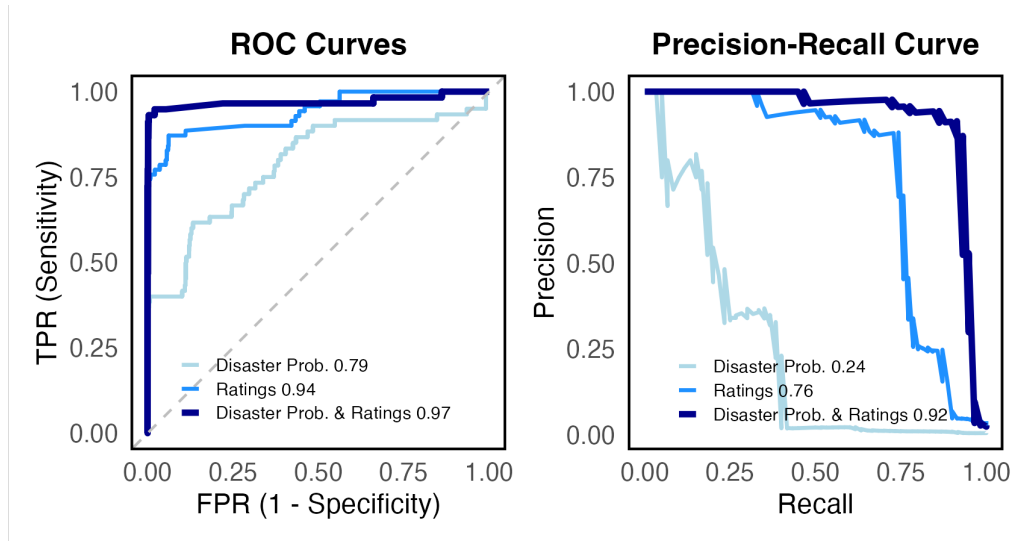 ROC Curves
TPR (Sensitivity)
1.00
0.75
0.50
0.25
0.00
Disaster Prob. 0.79
Ratings 0.94
Disaster Prob. & Ratings 0.97
0.00 0.25 0.50 0.75 1.00
FPR (1 - Specificity)
Precision-Recall Curve
Precision
1.00
0.75
0.50
0.25
0.00
Disaster Prob. 0.24
Ratings 0.76
Disaster Prob. & Ratings 0.92
0.00 0.25 0.50 0.75 1.00
Recall